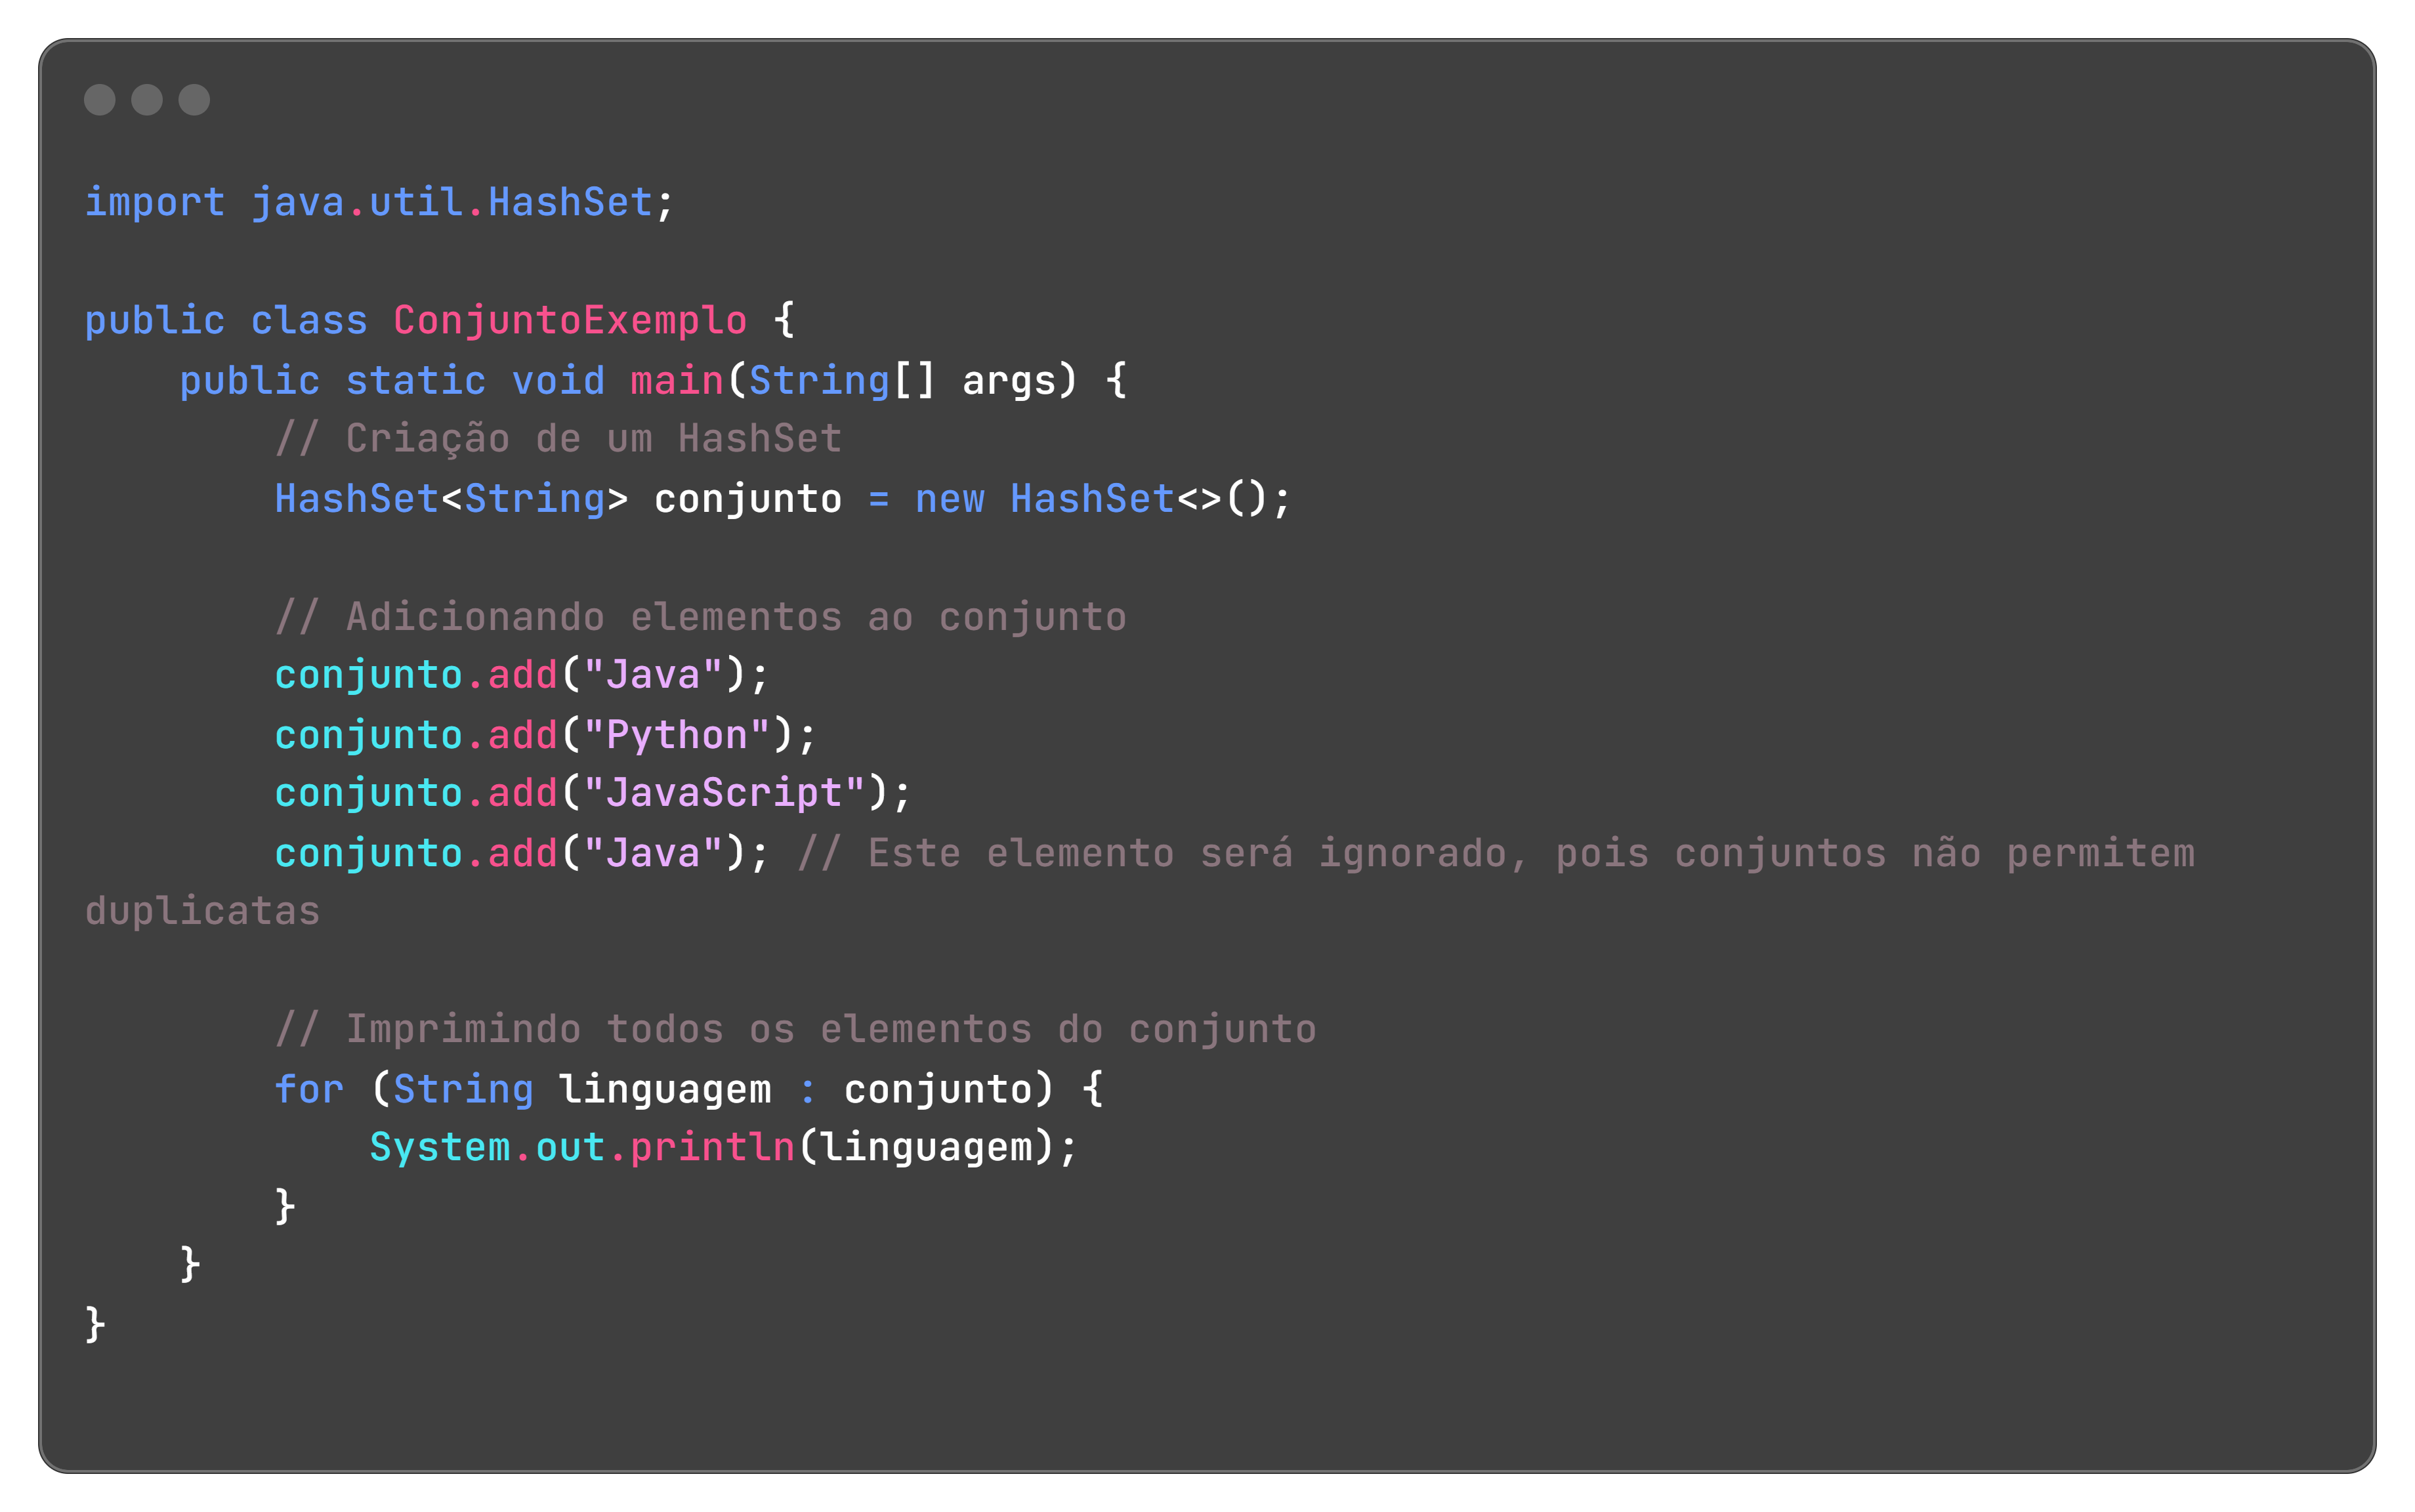 import java.util.HashSet;
public class ConjuntoExemplo {
    public static void main(String[] args) {
        // Criação de um HashSet
        HashSet<String> conjunto = new HashSet<>();
        // Adicionando elementos ao conjunto
        conjunto.add("Java");
        conjunto.add("Python");
        conjunto.add("JavaScript");
        conjunto.add("Java"); // Este elemento será ignorado, pois conjuntos não permitem
duplicatas
        // Imprimindo todos os elementos do conjunto
        for (String linguagem : conjunto) {
            System.out.println(linguagem);
        }
    }
}